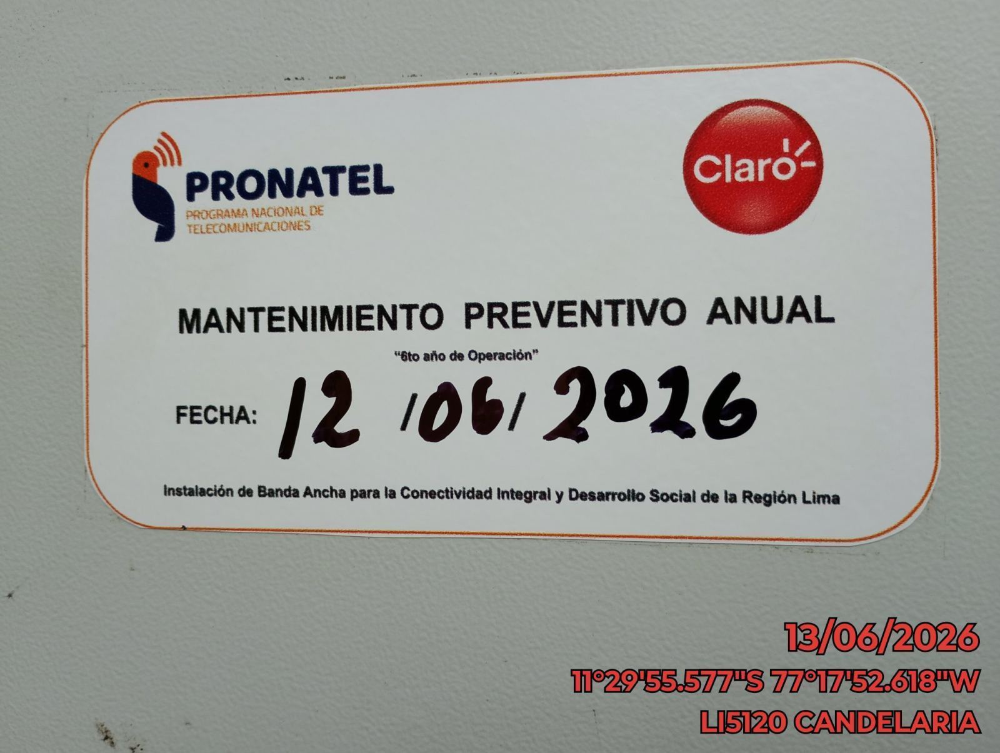 PRONATEL
PROGRAMA NACIONAL DE
TELECOMUNICACIONES
Claro
MANTENIMIENTO PREVENTIVO ANUAL
"6to año de Operación"
FECHA: 12/06/2026
Instalación de Banda Ancha para la Conectividad Integral y Desarrollo Social de la Región Lima
13/06/2026
11°29'55.577"S 77°17'52.618"W
LI5120 CANDELARIA